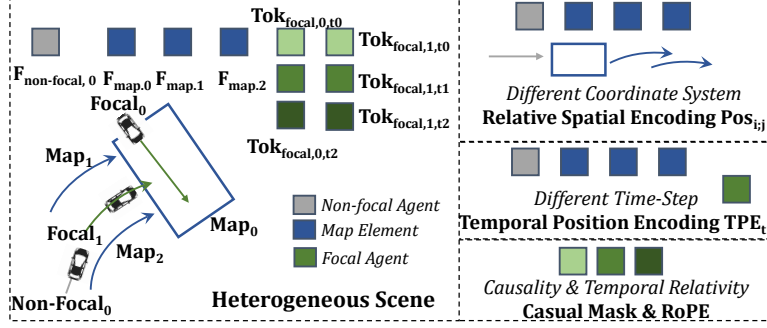 Tok_focal,0,t0
F_non-focal, 0
F_map.0
F_map.1
F_map.2
Tok_focal,1,t0
Tok_focal,1,t1
Tok_focal,1,t2
Tok_focal,0,t2
Focal_0
Map_1
Focal_1
Map_2
Map_0
Non-Focal_0
Non-focal Agent
Map Element
Focal Agent
Heterogeneous Scene
Different Coordinate System
Relative Spatial Encoding Pos_i;j
Different Time-Step
Temporal Position Encoding TPE_t
Causality & Temporal Relativity
Casual Mask & RoPE